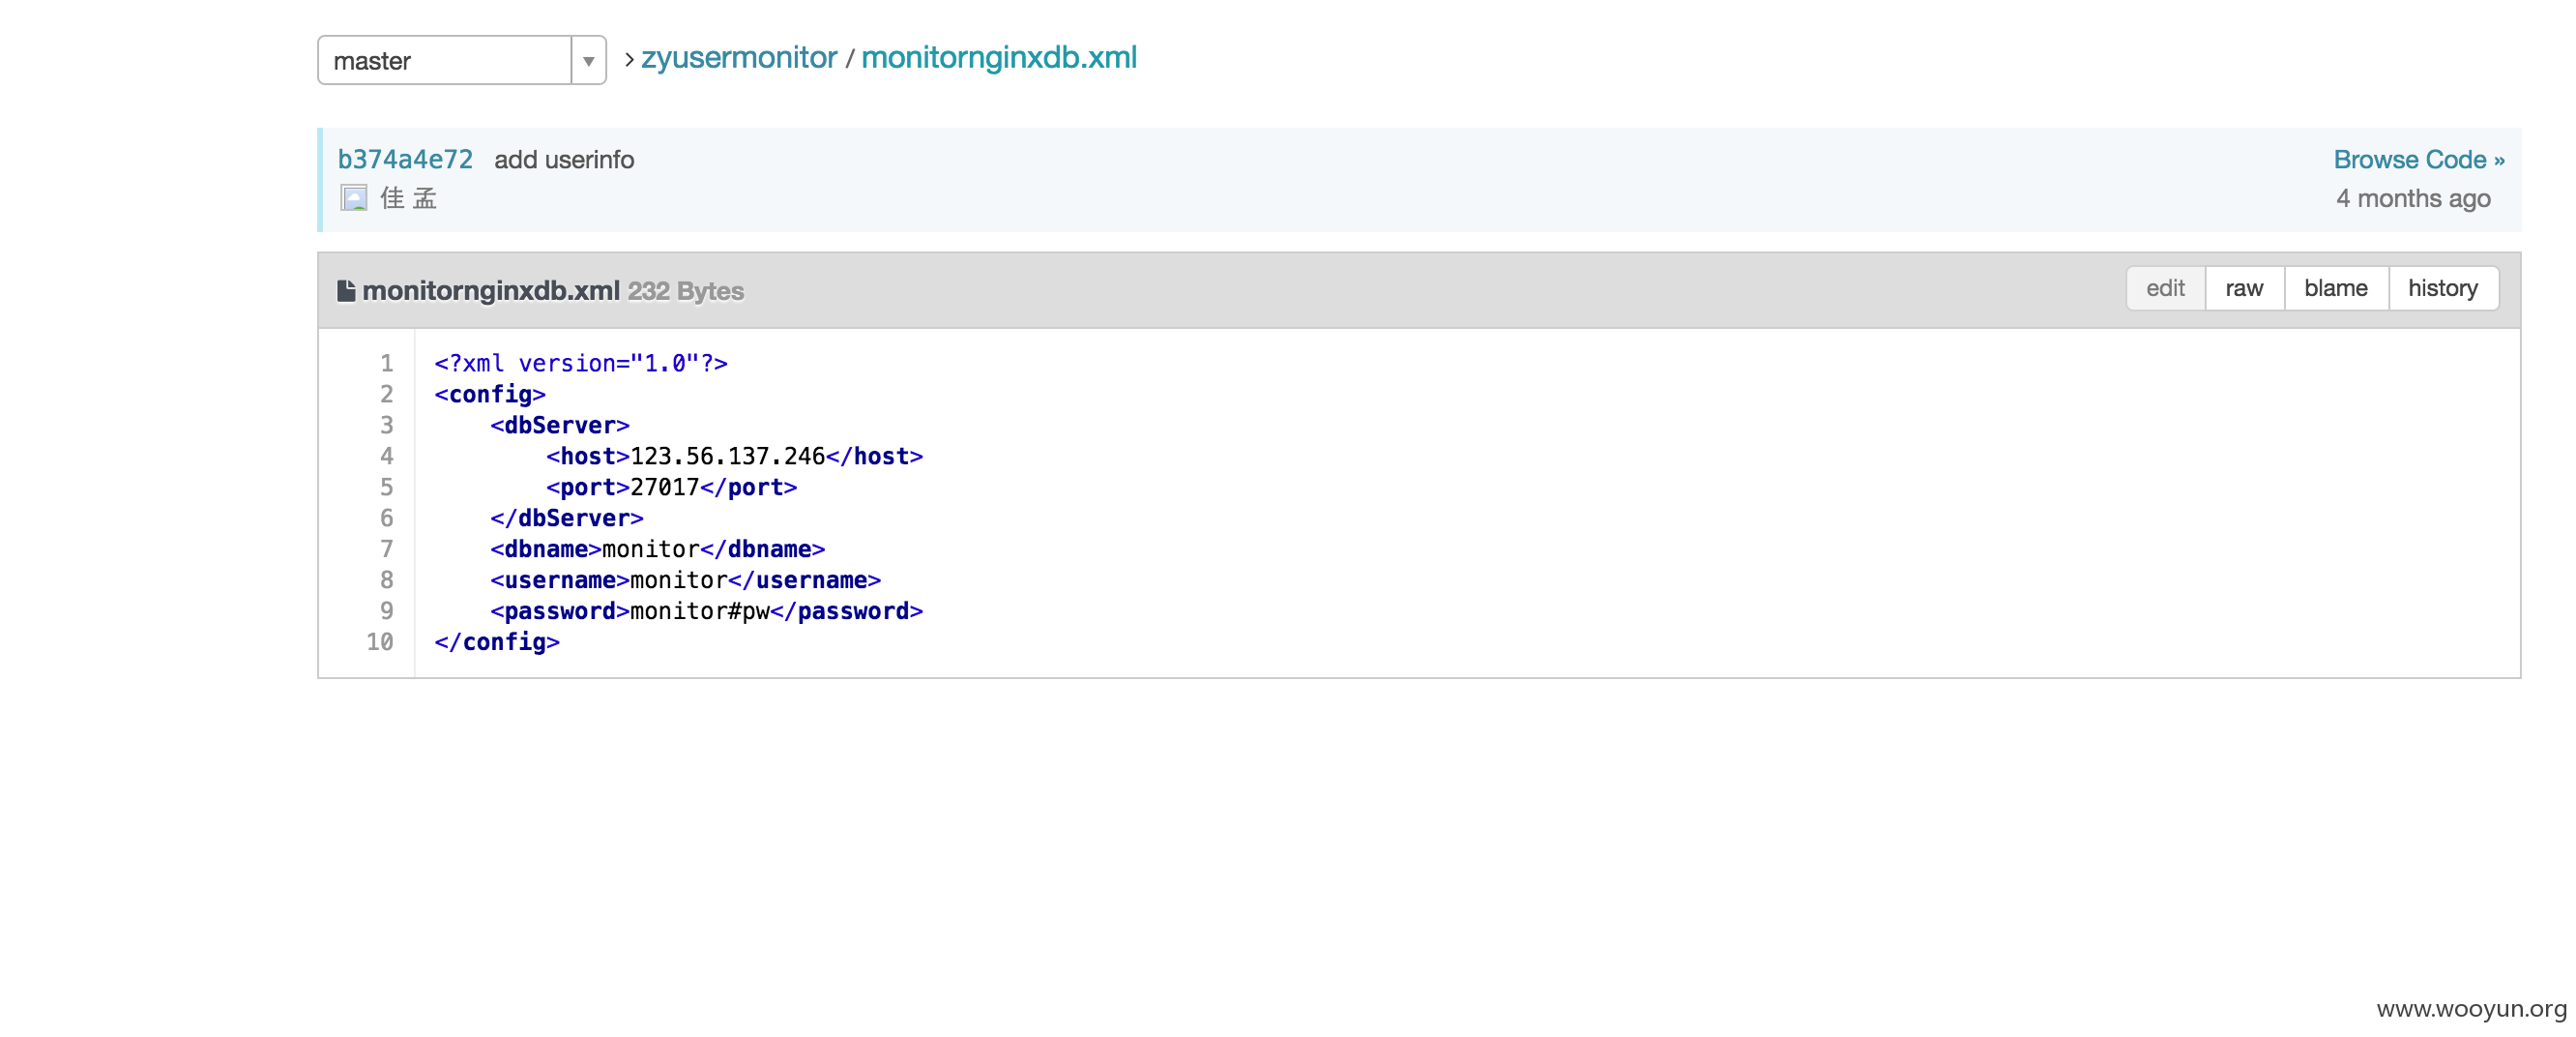 master ▼ › zyusermonitor / monitornginxdb.xml
b374a4e72 add userinfo Browse Code »
佳 孟 4 months ago
monitornginxdb.xml 232 Bytes edit raw blame history
1 <?xml version="1.0"?>
2 <config>
3     <dbServer>
4         <host>123.56.137.246</host>
5         <port>27017</port>
6     </dbServer>
7     <dbname>monitor</dbname>
8     <username>monitor</username>
9     <password>monitor#pw</password>
10 </config>
www.wooyun.org